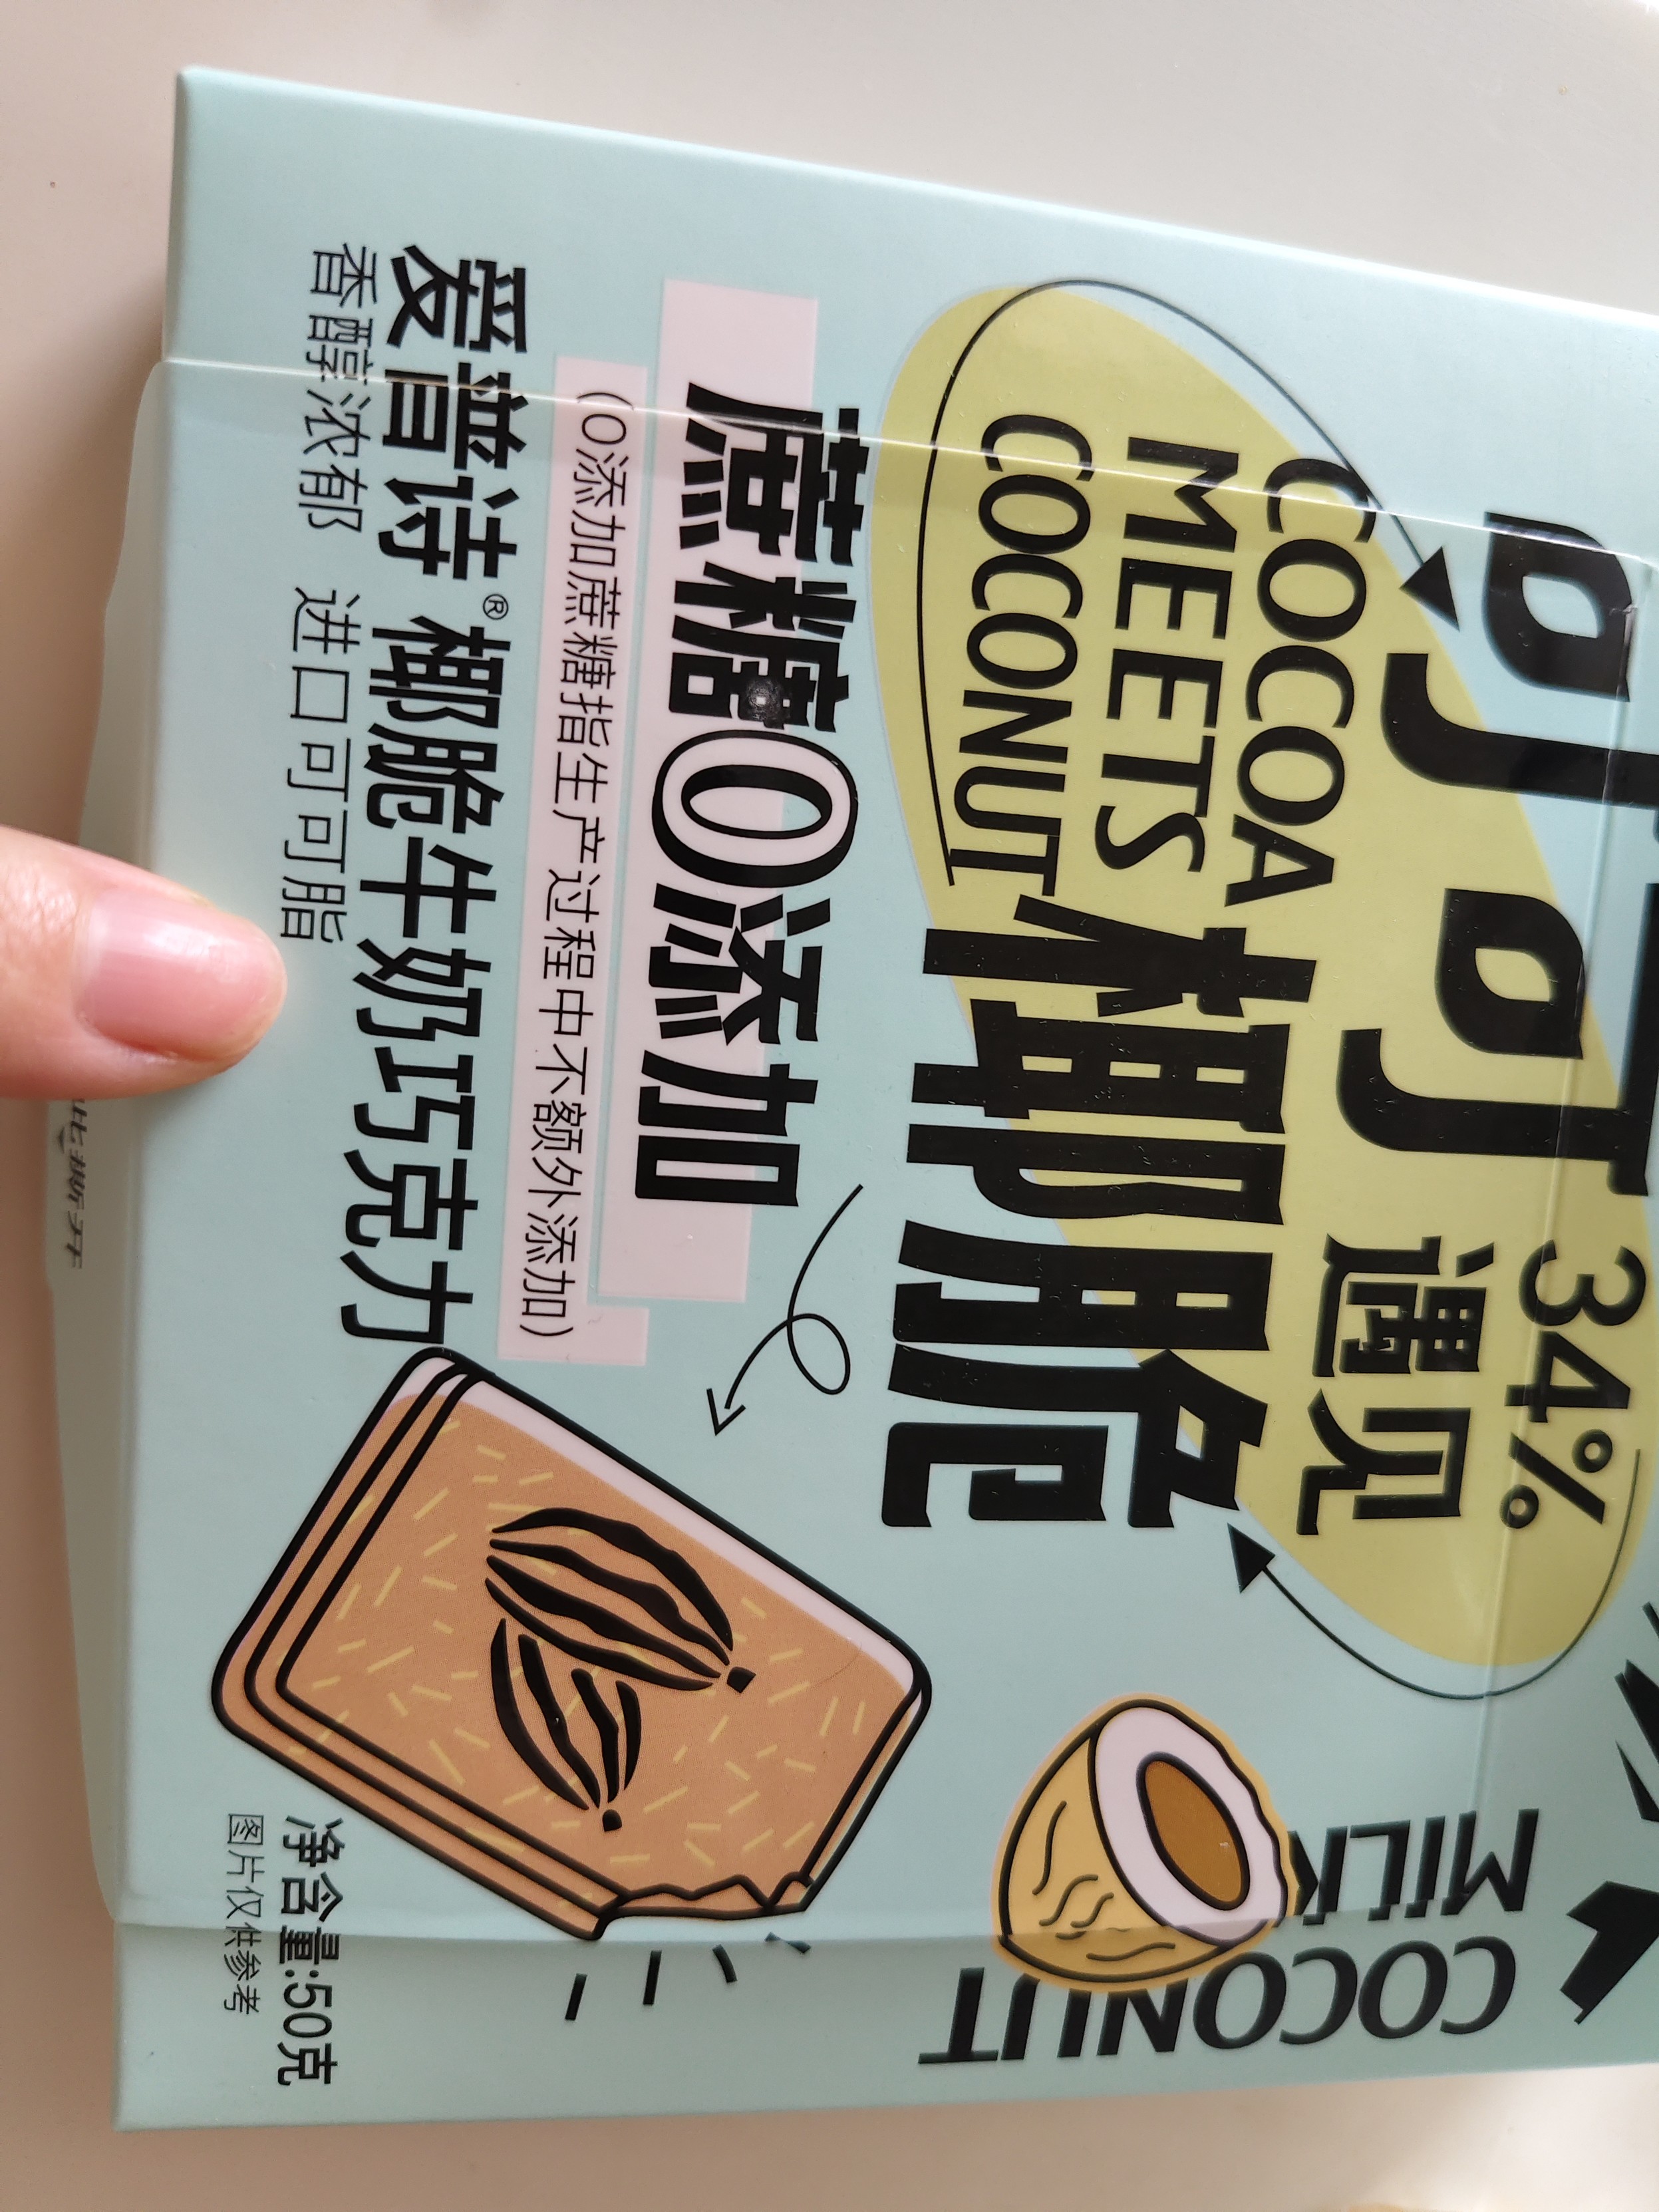 可可
34%
遇见
椰脆
COCOA
MEETS
COCONUT
蔗糖0添加
(0添加蔗糖指生产过程中不额外添加)
爱普诗® 椰脆牛奶巧克力
香醇浓郁 进口可可脂
MILK
COCONUT
净含量:50克
图片仅供参考